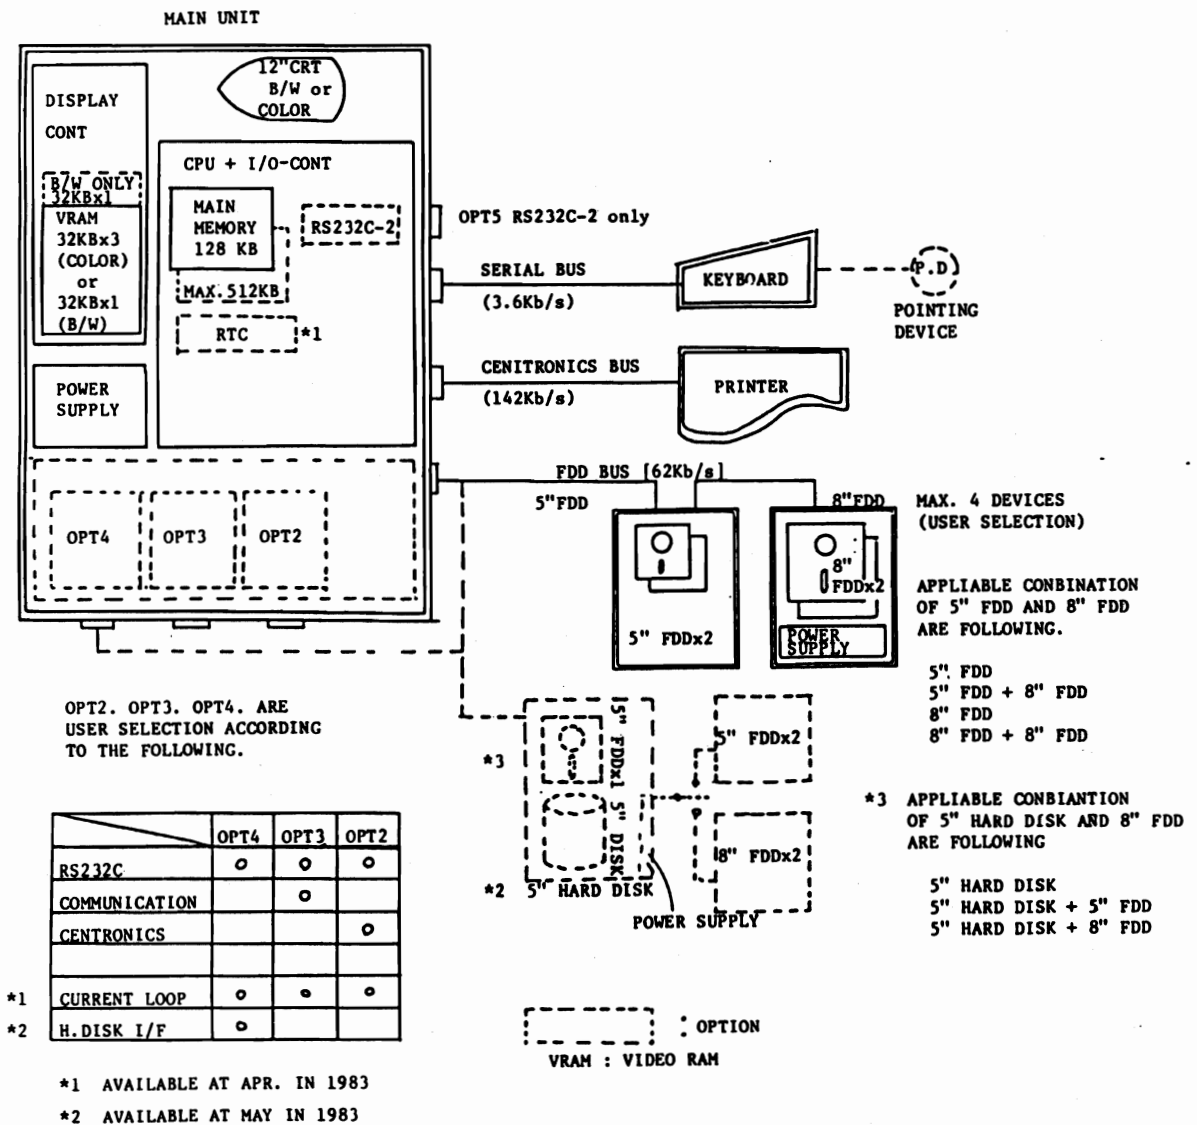 MAIN UNIT
12"CRT
B/W or
COLOR
DISPLAY
CONT
B/W ONLY
32KBx1
VRAM
32KBx3
(COLOR)
or
32KBx1
(B/W)
POWER
SUPPLY
CPU + I/O-CONT
MAIN
MEMORY
128 KB
MAX.512KB
RS232C-2
RTC *1
OPT5 RS232C-2 only
SERIAL BUS
(3.6Kb/s)
KEYBOARD
P.D
POINTING
DEVICE
CENITRONICS BUS
(142Kb/s)
PRINTER
FDD BUS [62Kb/s]
5"FDD
8"FDD
OPT4
OPT3
OPT2
5" FDDx2
8"
FDDx2
POWER
SUPPLY
MAX. 4 DEVICES
(USER SELECTION)
APPLIABLE CONBINATION
OF 5" FDD AND 8" FDD
ARE FOLLOWING.
5" FDD
5" FDD + 8" FDD
8" FDD
8" FDD + 8" FDD
OPT2. OPT3. OPT4. ARE
USER SELECTION ACCORDING
TO THE FOLLOWING.
*3
5" FDDx1 5" DISK
*2 5" HARD DISK
POWER SUPPLY
5" FDDx2
8" FDDx2
*3 APPLIABLE CONBIANTION
OF 5" HARD DISK AND 8" FDD
ARE FOLLOWING
5" HARD DISK
5" HARD DISK + 5" FDD
5" HARD DISK + 8" FDD
OPT4 OPT3 OPT2
RS232C o o o
COMMUNICATION o
CENTRONICS o
*1 CURRENT LOOP o o o
*2 H.DISK I/F o
: OPTION
VRAM : VIDEO RAM
*1 AVAILABLE AT APR. IN 1983
*2 AVAILABLE AT MAY IN 1983